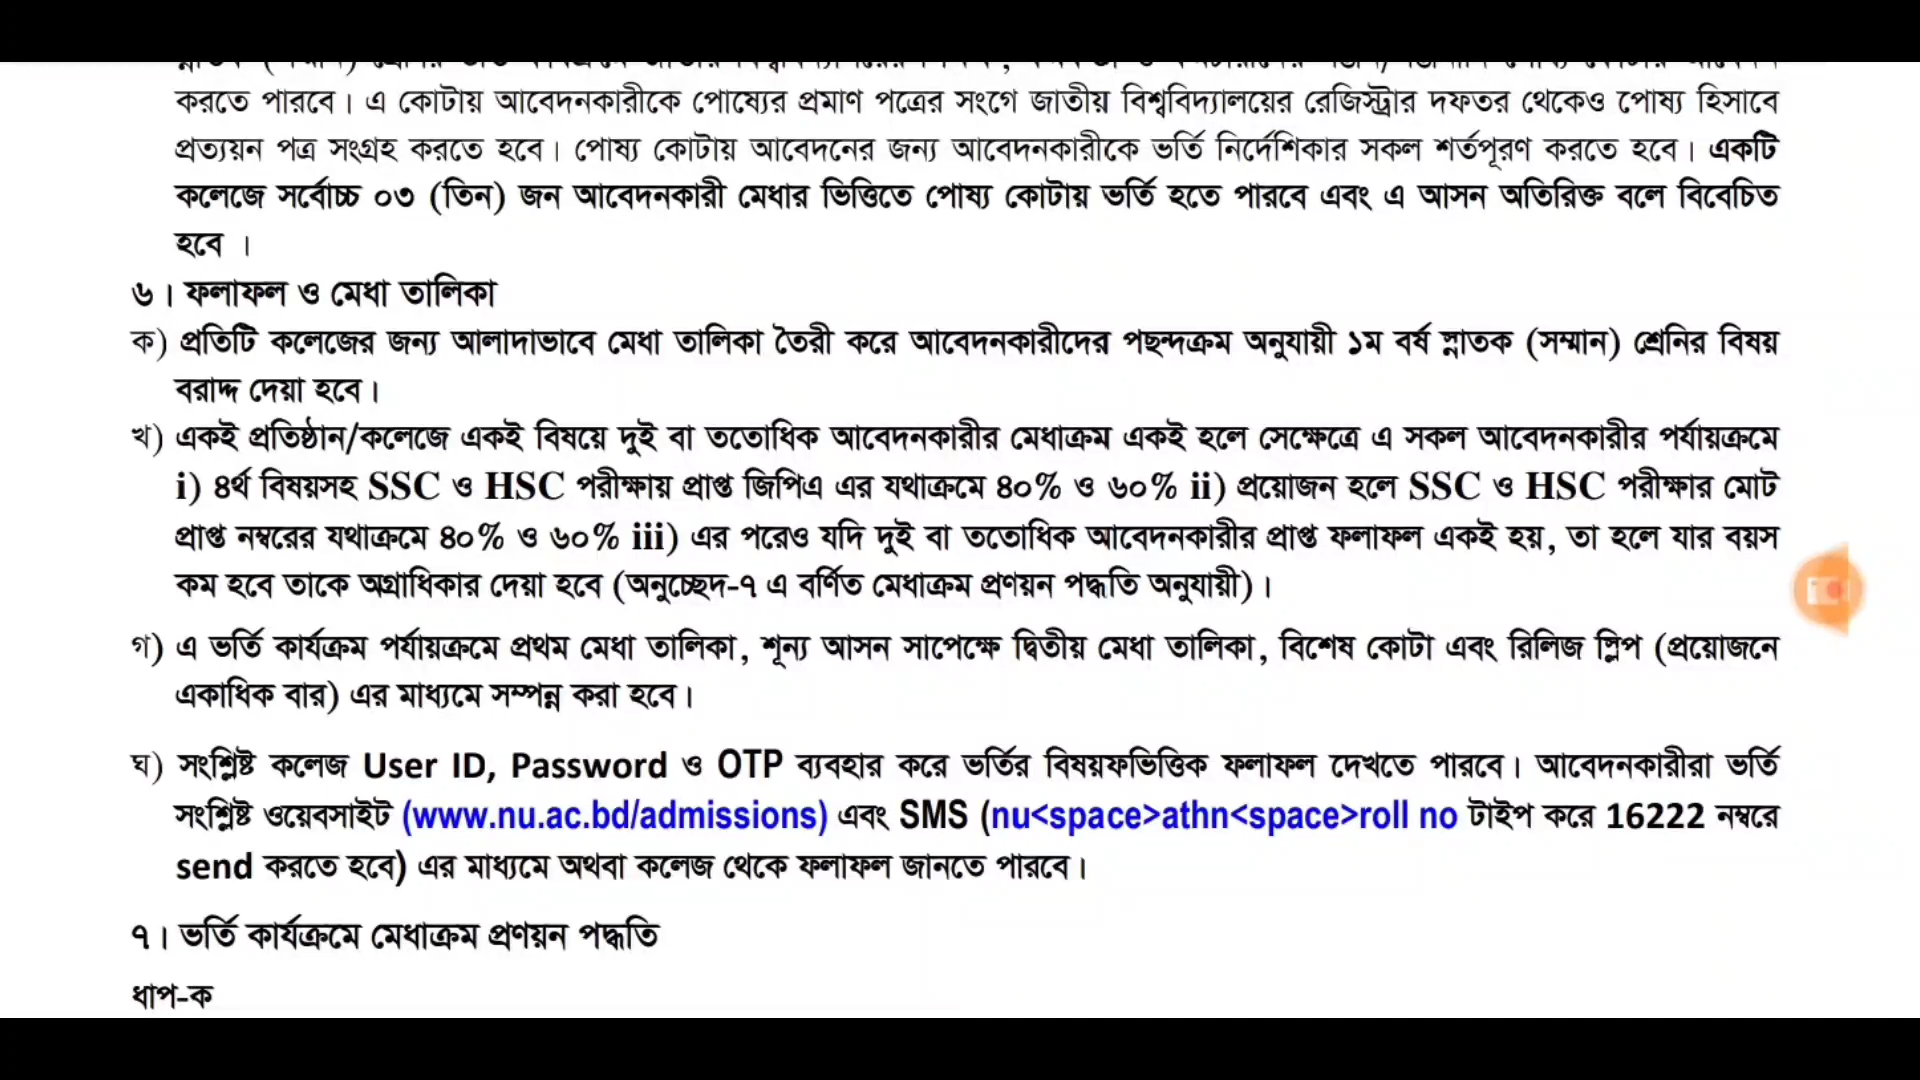 করতে পারবে। এ কোটায় আবেদনকারীকে পোষ্যের প্রমাণ পত্রের সংগে জাতীয় বিশ্ববিদ্যালয়ের রেজিস্ট্রার দফতর থেকেও পোষ্য হিসাবে
প্রত্যয়ন পত্র সংগ্রহ করতে হবে। পোষ্য কোটায় আবেদনের জন্য আবেদনকারীকে ভর্তি নির্দেশিকার সকল শর্তপূরণ করতে হবে। একটি
কলেজে সর্বোচ্চ ০৩ (তিন) জন আবেদনকারী মেধার ভিত্তিতে পোষ্য কোটায় ভর্তি হতে পারবে এবং এ আসন অতিরিক্ত বলে বিবেচিত
হবে ।
৬। ফলাফল ও মেধা তালিকা
ক) প্রতিটি কলেজের জন্য আলাদাভাবে মেধা তালিকা তৈরী করে আবেদনকারীদের পছন্দক্রম অনুযায়ী ১ম বর্ষ স্নাতক (সম্মান) শ্রেনির বিষয়
বরাদ্দ দেয়া হবে।
খ) একই প্রতিষ্ঠান/কলেজে একই বিষয়ে দুই বা ততোধিক আবেদনকারীর মেধাক্রম একই হলে সেক্ষেত্রে এ সকল আবেদনকারীর পর্যায়ক্রমে
i) ৪র্থ বিষয়সহ SSC ও HSC পরীক্ষায় প্রাপ্ত জিপিএ এর যথাক্রমে ৪০% ও ৬০% ii) প্রয়োজন হলে SSC ও HSC পরীক্ষার মোট
প্রাপ্ত নম্বরের যথাক্রমে ৪০% ও ৬০% iii) এর পরেও যদি দুই বা ততোধিক আবেদনকারীর প্রাপ্ত ফলাফল একই হয়, তা হলে যার বয়স
কম হবে তাকে অগ্রাধিকার দেয়া হবে (অনুচ্ছেদ-৭ এ বর্ণিত মেধাক্রম প্রণয়ন পদ্ধতি অনুযায়ী)।
গ) এ ভর্তি কার্যক্রম পর্যায়ক্রমে প্রথম মেধা তালিকা, শূন্য আসন সাপেক্ষে দ্বিতীয় মেধা তালিকা, বিশেষ কোটা এবং রিলিজ স্লিপ (প্রয়োজনে
একাধিক বার) এর মাধ্যমে সম্পন্ন করা হবে।
ঘ) সংশ্লিষ্ট কলেজ User ID, Password ও OTP ব্যবহার করে ভর্তির বিষয়ফভিত্তিক ফলাফল দেখতে পারবে। আবেদনকারীরা ভর্তি
সংশ্লিষ্ট ওয়েবসাইট (www.nu.ac.bd/admissions) এবং SMS (nu<space>athn<space>roll no টাইপ করে 16222 নম্বরে
send করতে হবে) এর মাধ্যমে অথবা কলেজ থেকে ফলাফল জানতে পারবে।
৭। ভর্তি কার্যক্রমে মেধাক্রম প্রণয়ন পদ্ধতি
ধাপ-ক